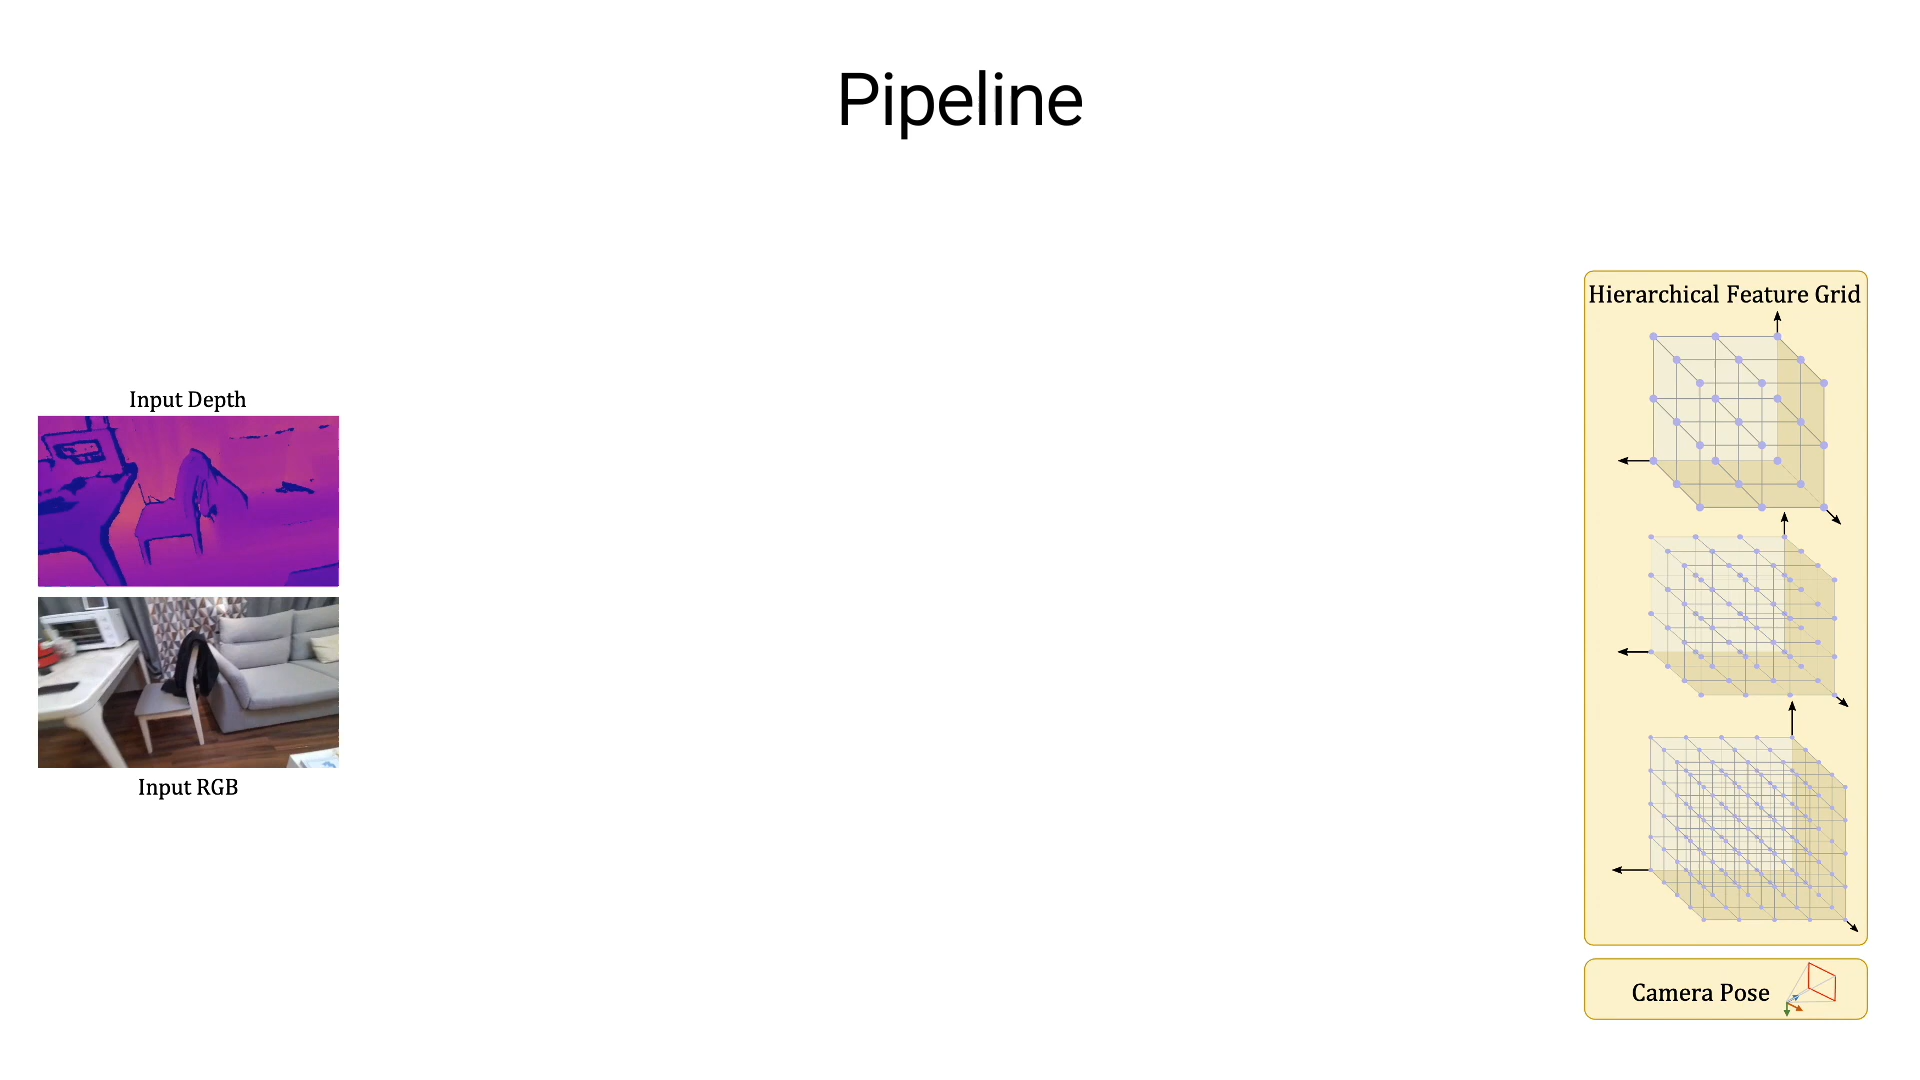 Pipeline
Input Depth
Input RGB
Hierarchical Feature Grid
Camera Pose